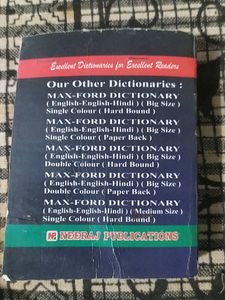 Excellent Dictionaries for Excellent Readers
Our Other Dictionaries :
MAX-FORD DICTIONARY
( English-English-Hindi ) ( Big Size )
Single Colour ( Hard Bound )
MAX-FORD DICTIONARY
( English-English-Hindi ) ( Big Size )
Single Colour ( Paper Back )
MAX-FORD DICTIONARY
( English-English-Hindi ) ( Big Size )
Double Colour ( Hard Bound )
MAX-FORD DICTIONARY
( English-English-Hindi ) ( Big Size )
Double Colour ( Paper Back )
MAX-FORD DICTIONARY
( English-English-Hindi ) ( Medium Size )
Single Colour ( Hard Bound )
NP NEERAJ PUBLICATIONS